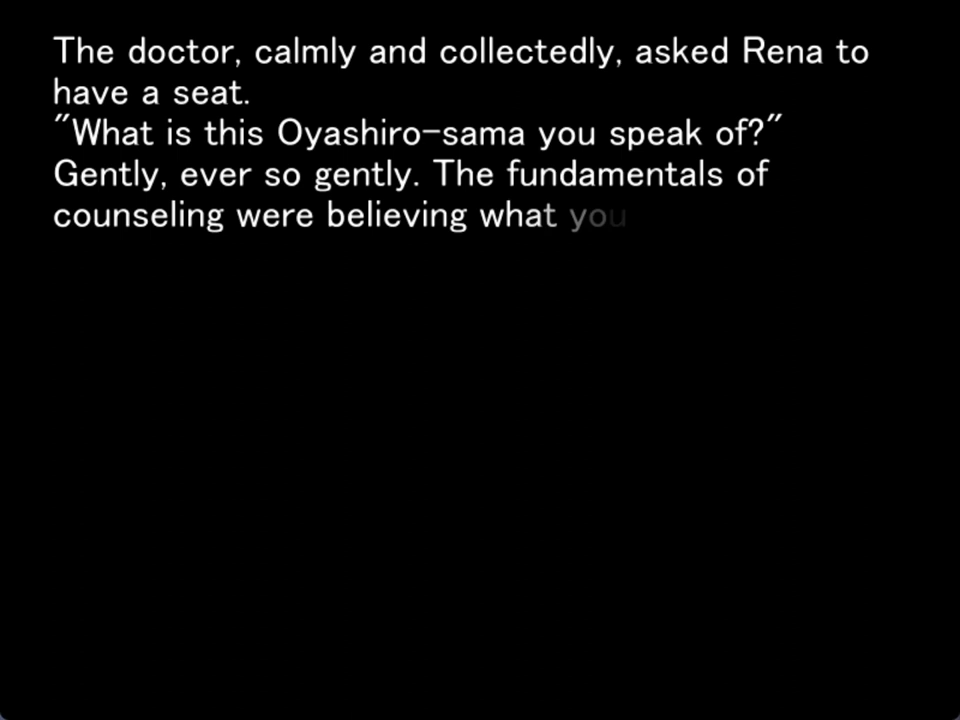 The doctor, calmly and collectedly, asked Rena to
have a seat.
"What is this Oyashiro-sama you speak of?"
Gently, ever so gently. The fundamentals of
counseling were believing what you